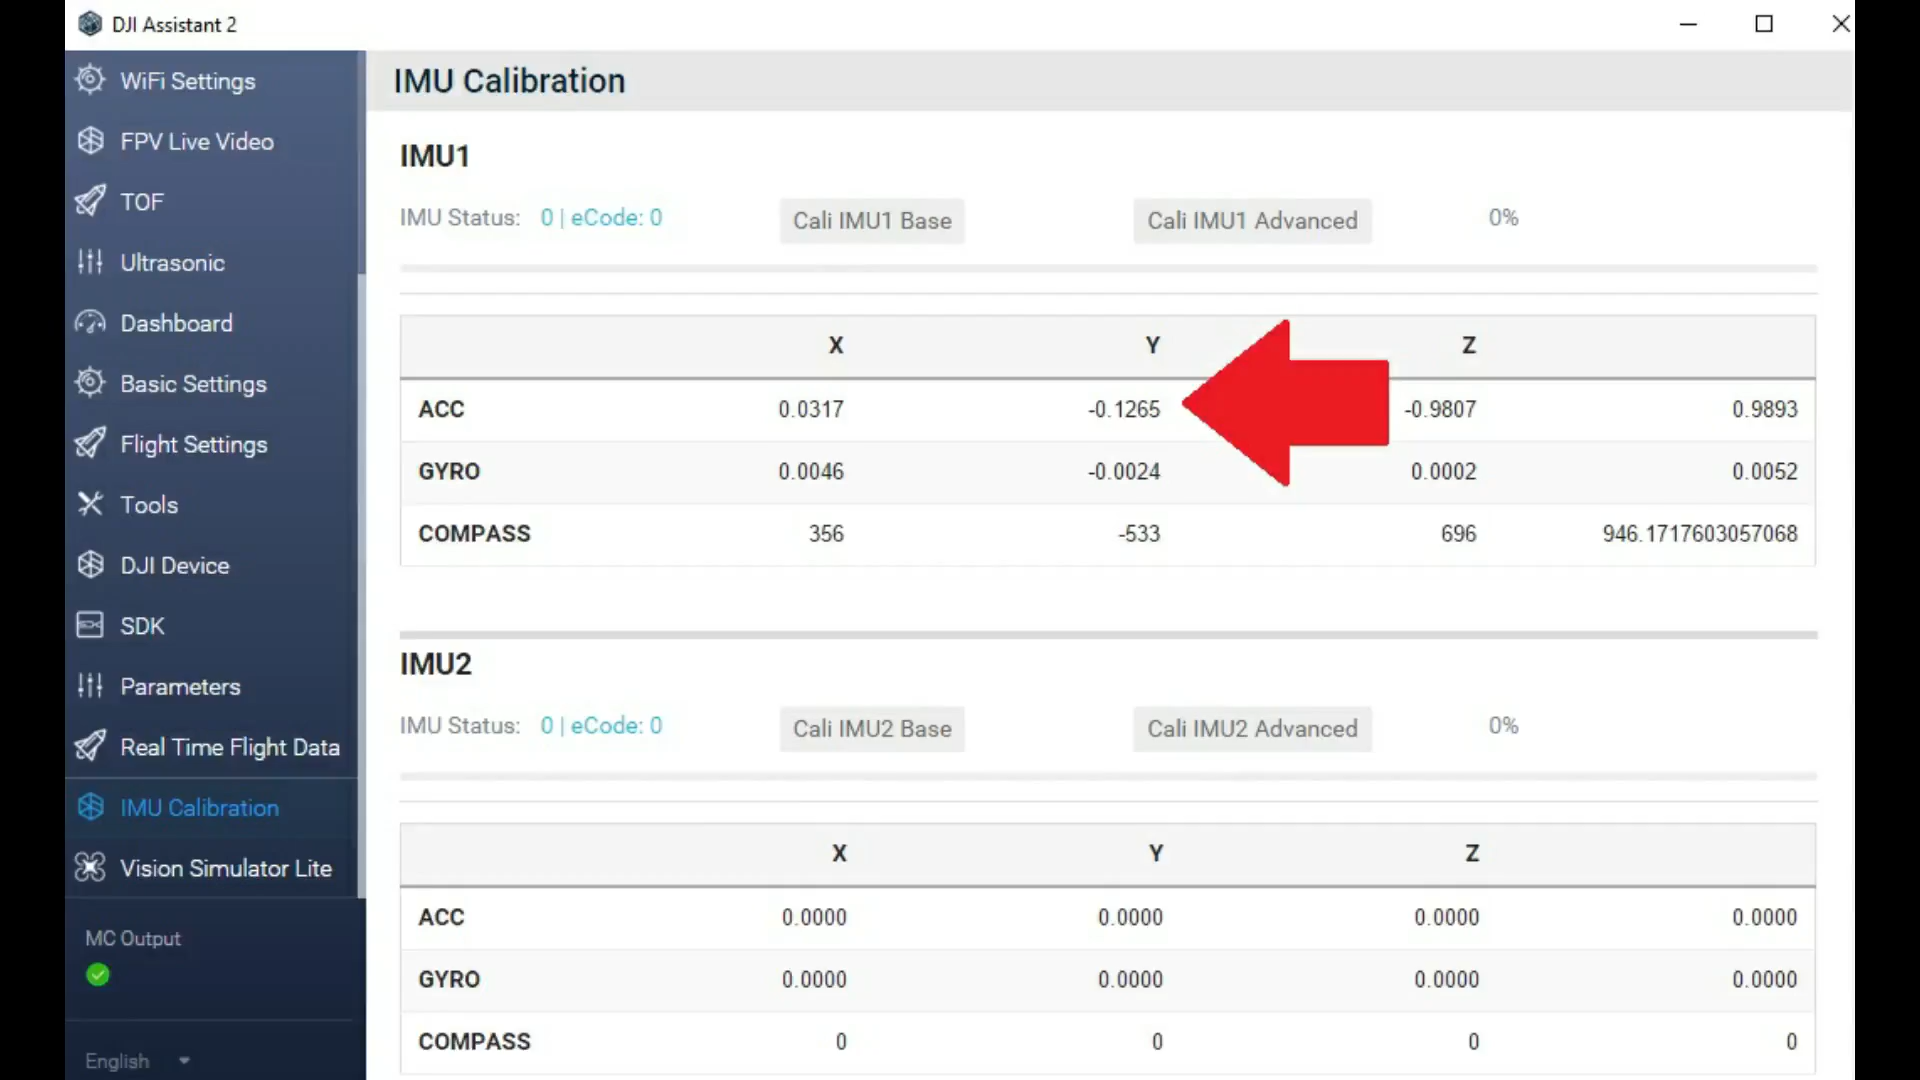 DJI Assistant 2
WiFi Settings
FPV Live Video
TOF
Ultrasonic
Dashboard
Basic Settings
Flight Settings
Tools
DJI Device
SDK
Parameters
Real Time Flight Data
IMU Calibration
Vision Simulator Lite
MC Output
English
IMU Calibration
IMU1
IMU Status: 0 | eCode: 0 Cali IMU1 Base Cali IMU1 Advanced 0%
X Y Z
ACC 0.0317 -0.1265 -0.9807 0.9893
GYRO 0.0046 -0.0024 0.0002 0.0052
COMPASS 356 -533 696 946.1717603057068
IMU2
IMU Status: 0 | eCode: 0 Cali IMU2 Base Cali IMU2 Advanced 0%
X Y Z
ACC 0.0000 0.0000 0.0000 0.0000
GYRO 0.0000 0.0000 0.0000 0.0000
COMPASS 0 0 0 0